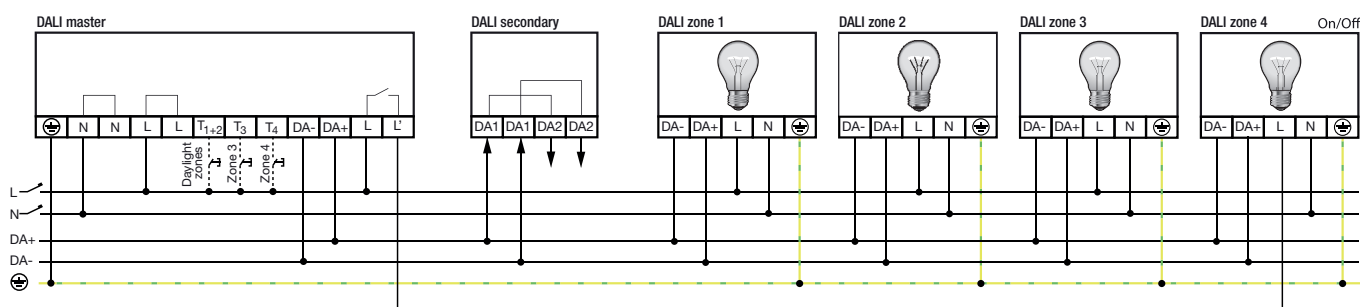 DALI master
DALI secondary
DALI zone 1
DALI zone 2
DALI zone 3
DALI zone 4
On/Off
N N L L T1+2 T3 T4 DA- DA+ L L'
DA1 DA1 DA2 DA2
DA- DA+ L N
DA- DA+ L N
DA- DA+ L N
DA- DA+ L N
Daylight
zones
Zone 3
Zone 4
L
N
DA+
DA-